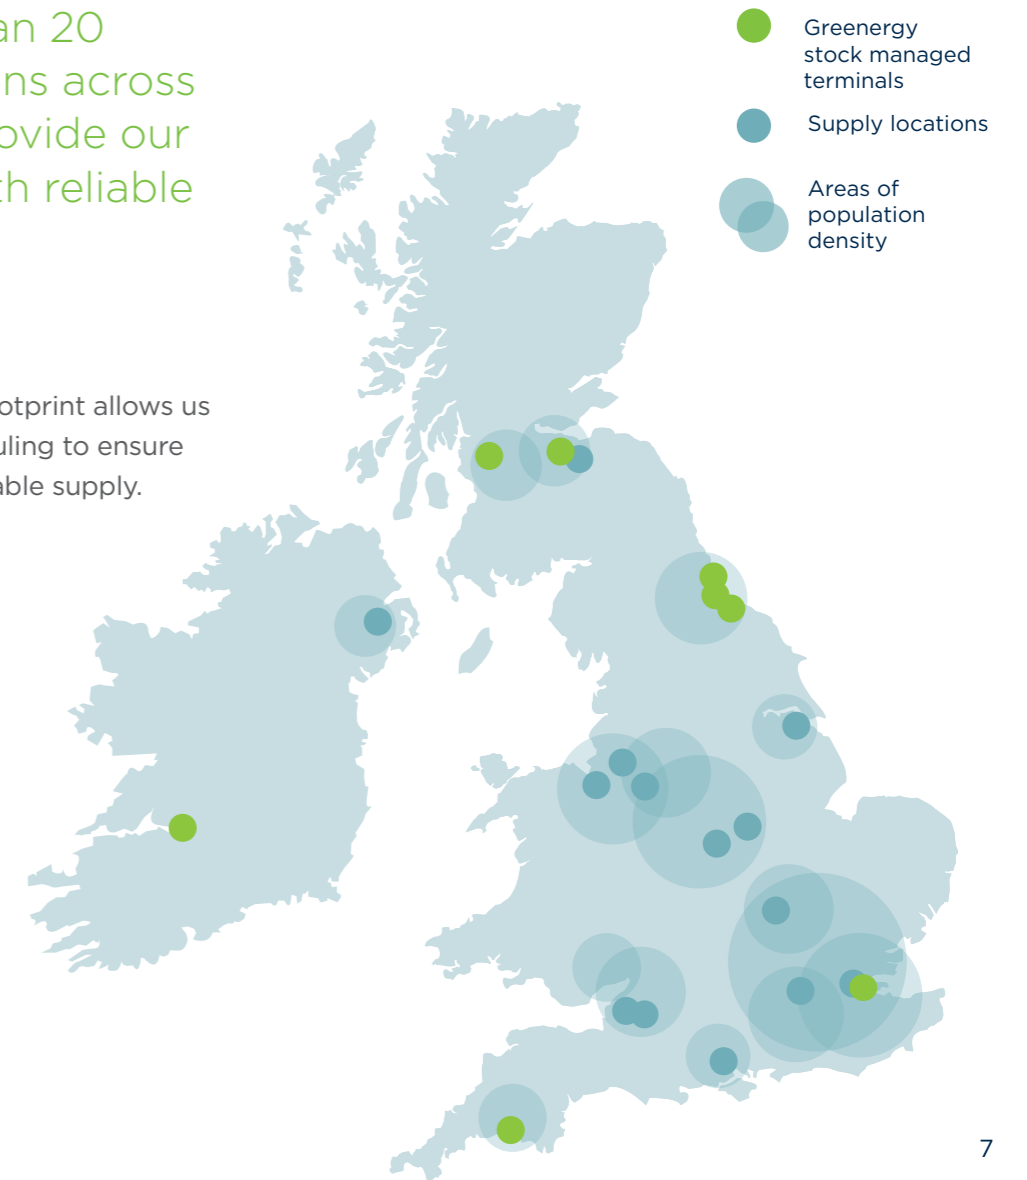 an 20
ns across
ovide our
th reliable
otprint allows us
uling to ensure
able supply.
Greenergy
stock managed
terminals
Supply locations
Areas of
population
density
7